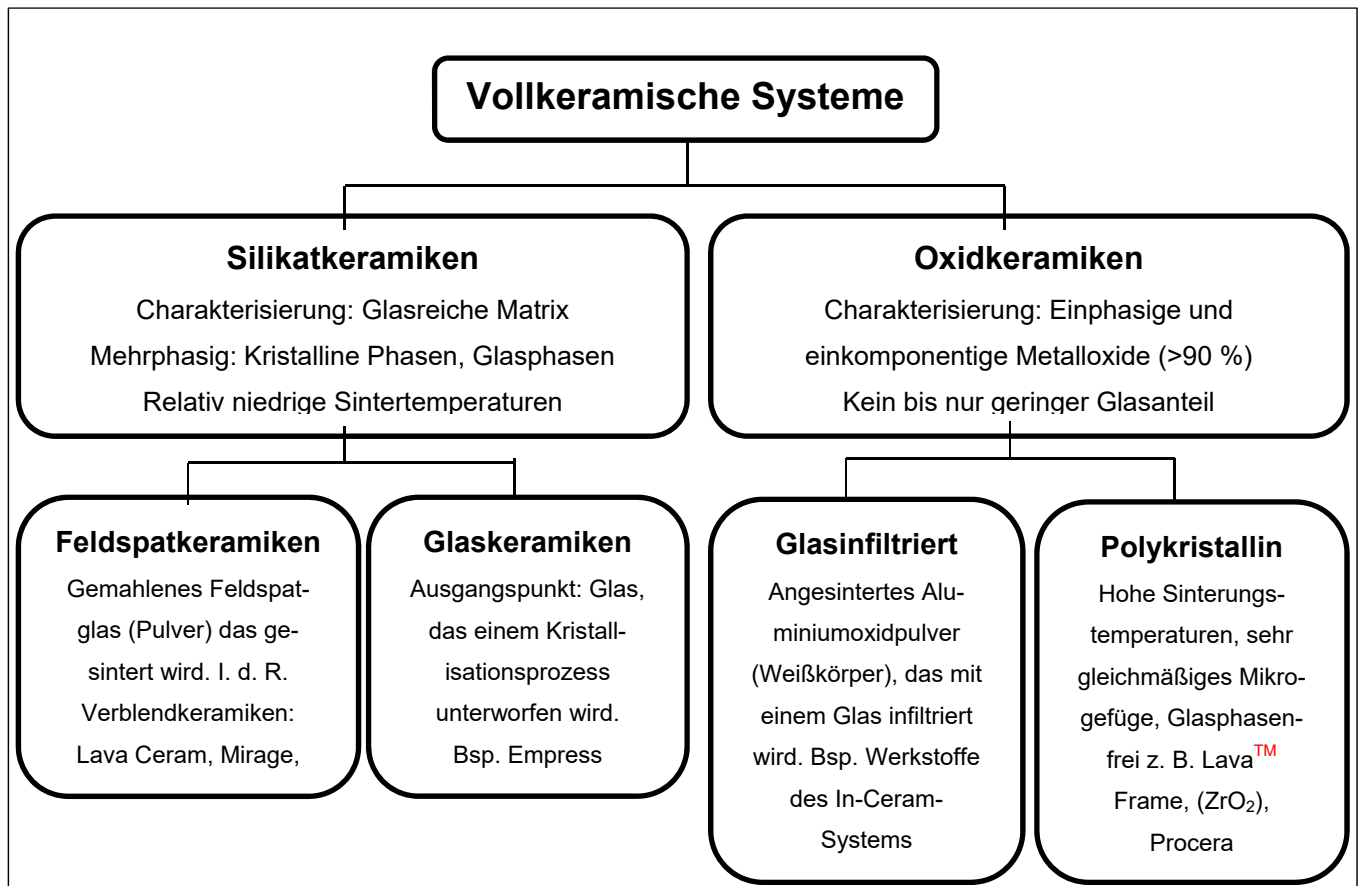 Vollkeramische Systeme
Silikatkeramiken
Charakterisierung: Glasreiche Matrix
Mehrphasig: Kristalline Phasen, Glasphasen
Relativ niedrige Sintertemperaturen
Oxidkeramiken
Charakterisierung: Einphasige und
einkomponentige Metalloxide (>90 %)
Kein bis nur geringer Glasanteil
Feldspatkeramiken
Gemahlenes Feldspat-
glas (Pulver) das ge-
sintert wird. I. d. R.
Verblendkeramiken:
Lava Ceram, Mirage,
Glaskeramiken
Ausgangspunkt: Glas,
das einem Kristall-
isationsprozess
unterworfen wird.
Bsp. Empress
Glasinfiltriert
Angesintertes Alu-
miniumoxidpulver
(Weißkörper), das mit
einem Glas infiltriert
wird. Bsp. Werkstoffe
des In-Ceram-
Systems
Polykristallin
Hohe Sinterungs-
temperaturen, sehr
gleichmäßiges Mikro-
gefüge, Glasphasen-
frei z. B. Lava™
Frame, (ZrO₂),
Procera